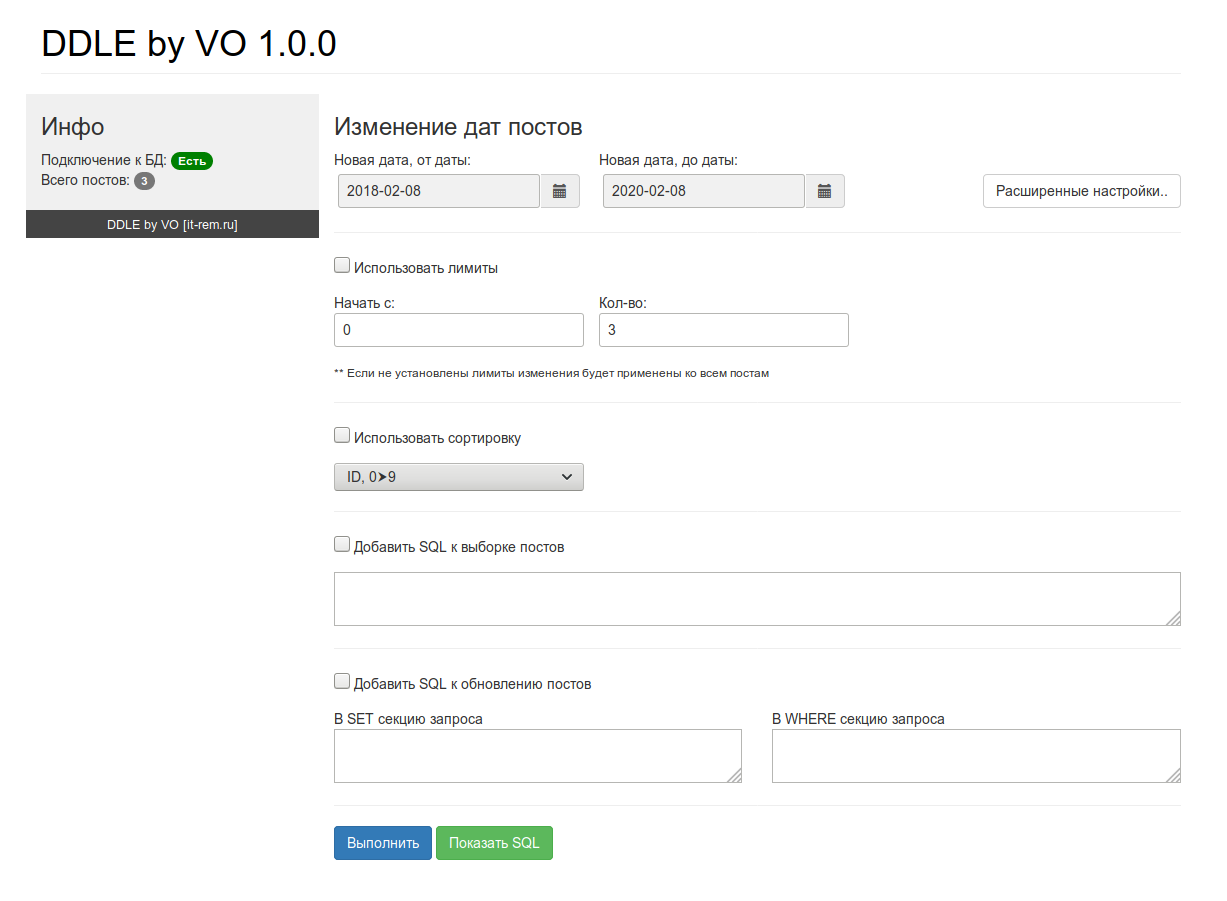 DDLE by VO 1.0.0
Инфо
Подключение к БД: Есть
Всего постов: 3
DDLE by VO [it-rem.ru]
Изменение дат постов
Новая дата, от даты: Новая дата, до даты:
2018-02-08 2020-02-08 Расширенные настройки..
Использовать лимиты
Начать с: Кол-во:
0 3
** Если не установлены лимиты изменения будет применены ко всем постам
Использовать сортировку
ID, 0➤9
Добавить SQL к выборке постов
Добавить SQL к обновлению постов
В SET секцию запроса В WHERE секцию запроса
Выполнить Показать SQL